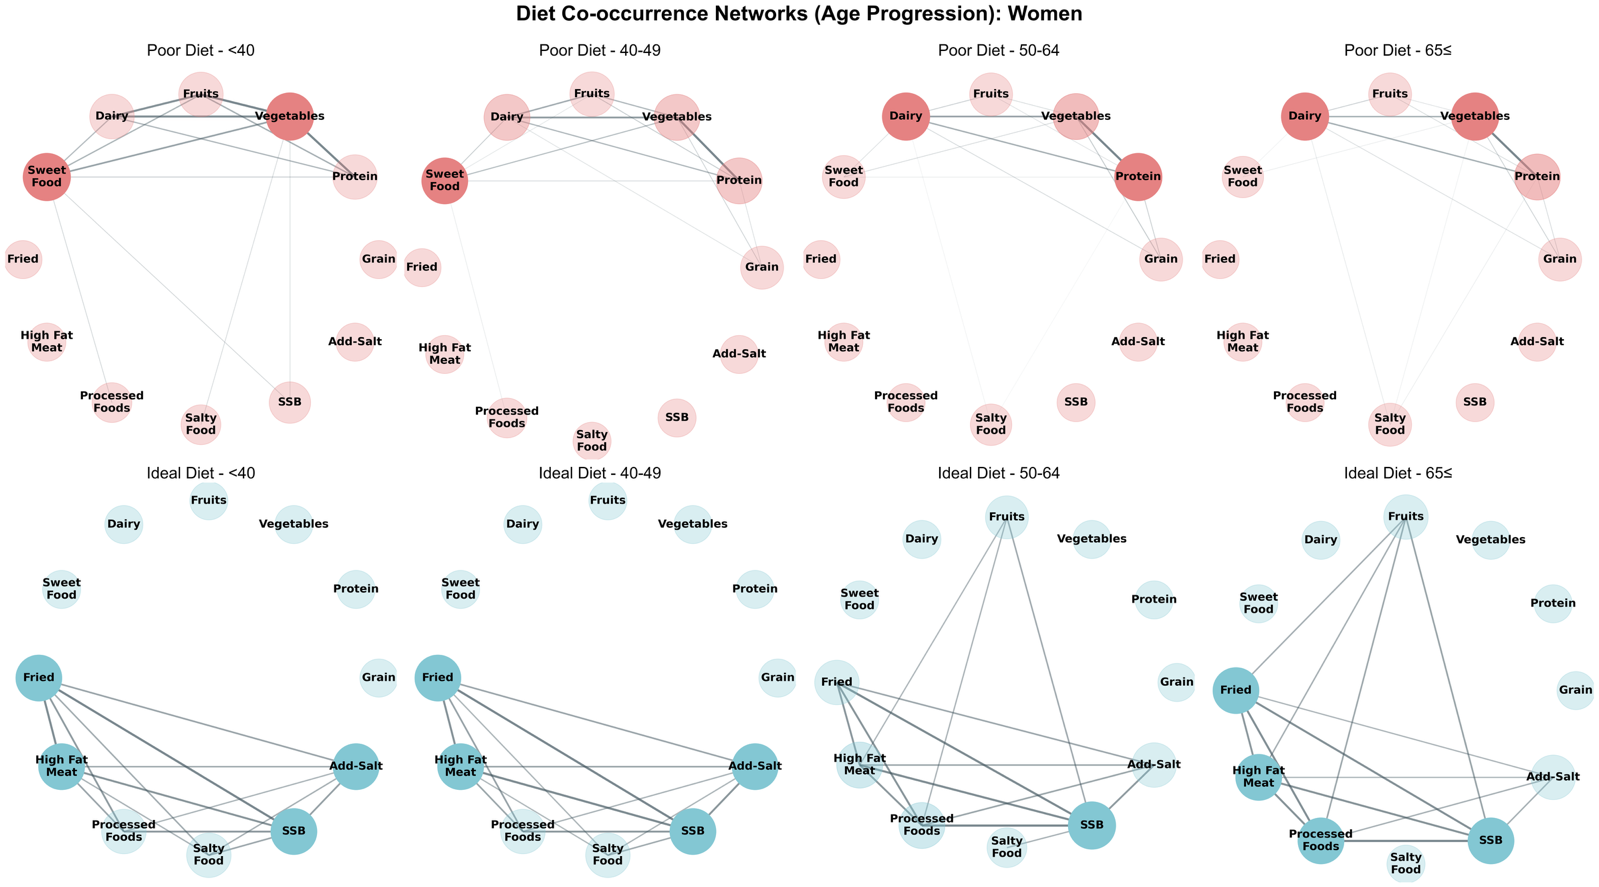 Diet Co-occurrence Networks (Age Progression): Women
Poor Diet - <40
Fruits
Dairy
Vegetables
Sweet
Food
Protein
Fried
Grain
High Fat
Meat
Add-Salt
Processed
Foods
SSB
Salty
Food
Poor Diet - 40-49
Fruits
Dairy
Vegetables
Sweet
Food
Protein
Fried
Grain
High Fat
Meat
Add-Salt
Processed
Foods
SSB
Salty
Food
Poor Diet - 50-64
Fruits
Dairy
Vegetables
Sweet
Food
Protein
Fried
Grain
High Fat
Meat
Add-Salt
Processed
Foods
SSB
Salty
Food
Poor Diet - 65≤
Fruits
Dairy
Vegetables
Sweet
Food
Protein
Fried
Grain
High Fat
Meat
Add-Salt
Processed
Foods
SSB
Salty
Food
Ideal Diet - <40
Fruits
Dairy
Vegetables
Sweet
Food
Protein
Fried
Grain
High Fat
Meat
Add-Salt
Processed
Foods
SSB
Salty
Food
Ideal Diet - 40-49
Fruits
Dairy
Vegetables
Sweet
Food
Protein
Fried
Grain
High Fat
Meat
Add-Salt
Processed
Foods
SSB
Salty
Food
Ideal Diet - 50-64
Fruits
Dairy
Vegetables
Sweet
Food
Protein
Fried
Grain
High Fat
Meat
Add-Salt
Processed
Foods
SSB
Salty
Food
Ideal Diet - 65≤
Fruits
Dairy
Vegetables
Sweet
Food
Protein
Fried
Grain
High Fat
Meat
Add-Salt
Processed
Foods
SSB
Salty
Food